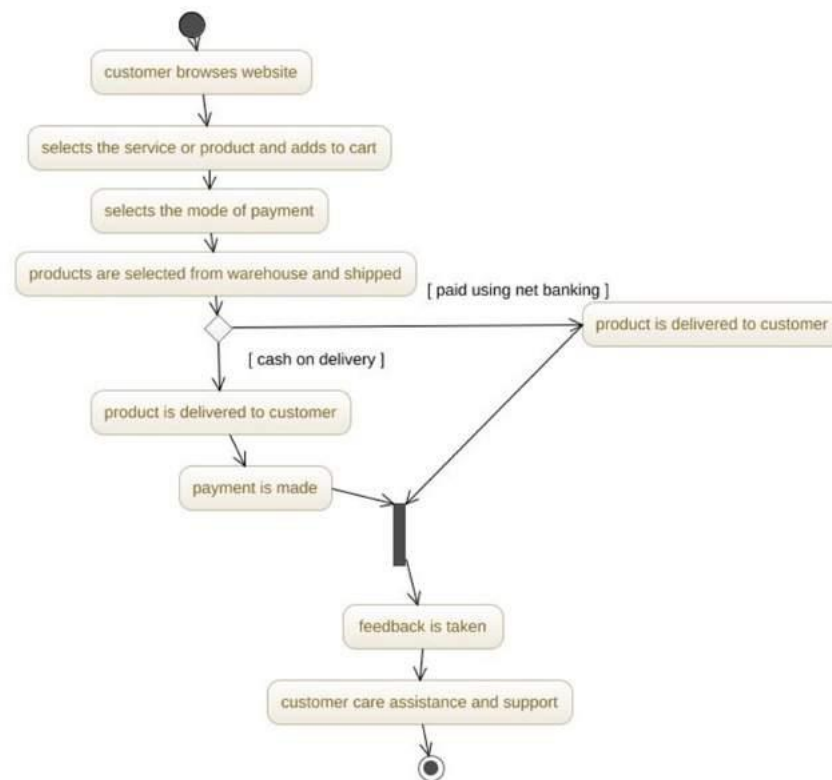 customer browses website
selects the service or product and adds to cart
selects the mode of payment
products are selected from warehouse and shipped
[ paid using net banking ]
product is delivered to customer
[ cash on delivery ]
product is delivered to customer
payment is made
feedback is taken
customer care assistance and support